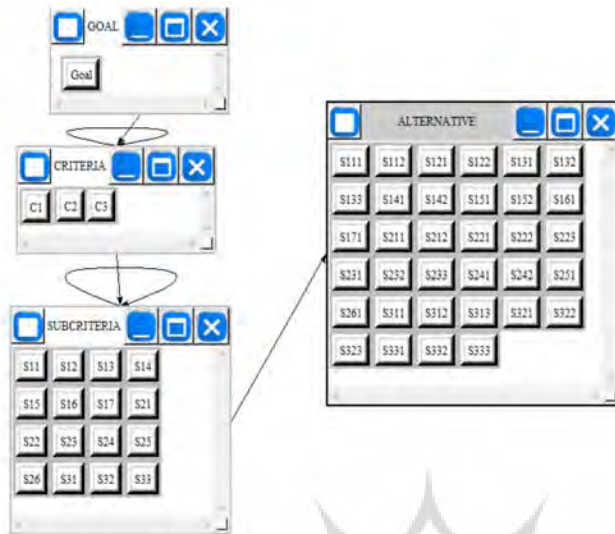 GOAL
Goal
CRITERIA
C1 C2 C3
SUBCRITERIA
S11 S12 S13 S14
S15 S16 S17 S21
S22 S23 S24 S25
S26 S31 S32 S33
ALTERNATIVE
S111 S112 S121 S122 S131 S132
S133 S141 S142 S151 S152 S161
S171 S211 S212 S221 S222 S223
S231 S232 S233 S241 S242 S251
S261 S311 S312 S313 S321 S322
S323 S331 S332 S333